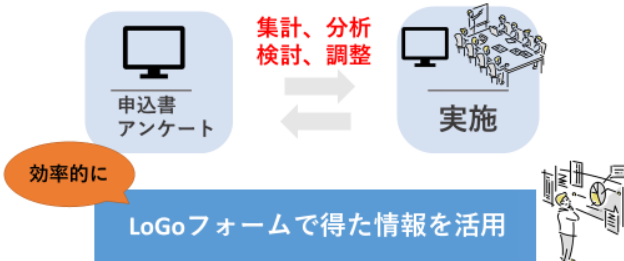 集計、分析
検討、調整
申込書
アンケート
実施
効率的に
LoGoフォームで得た情報を活用